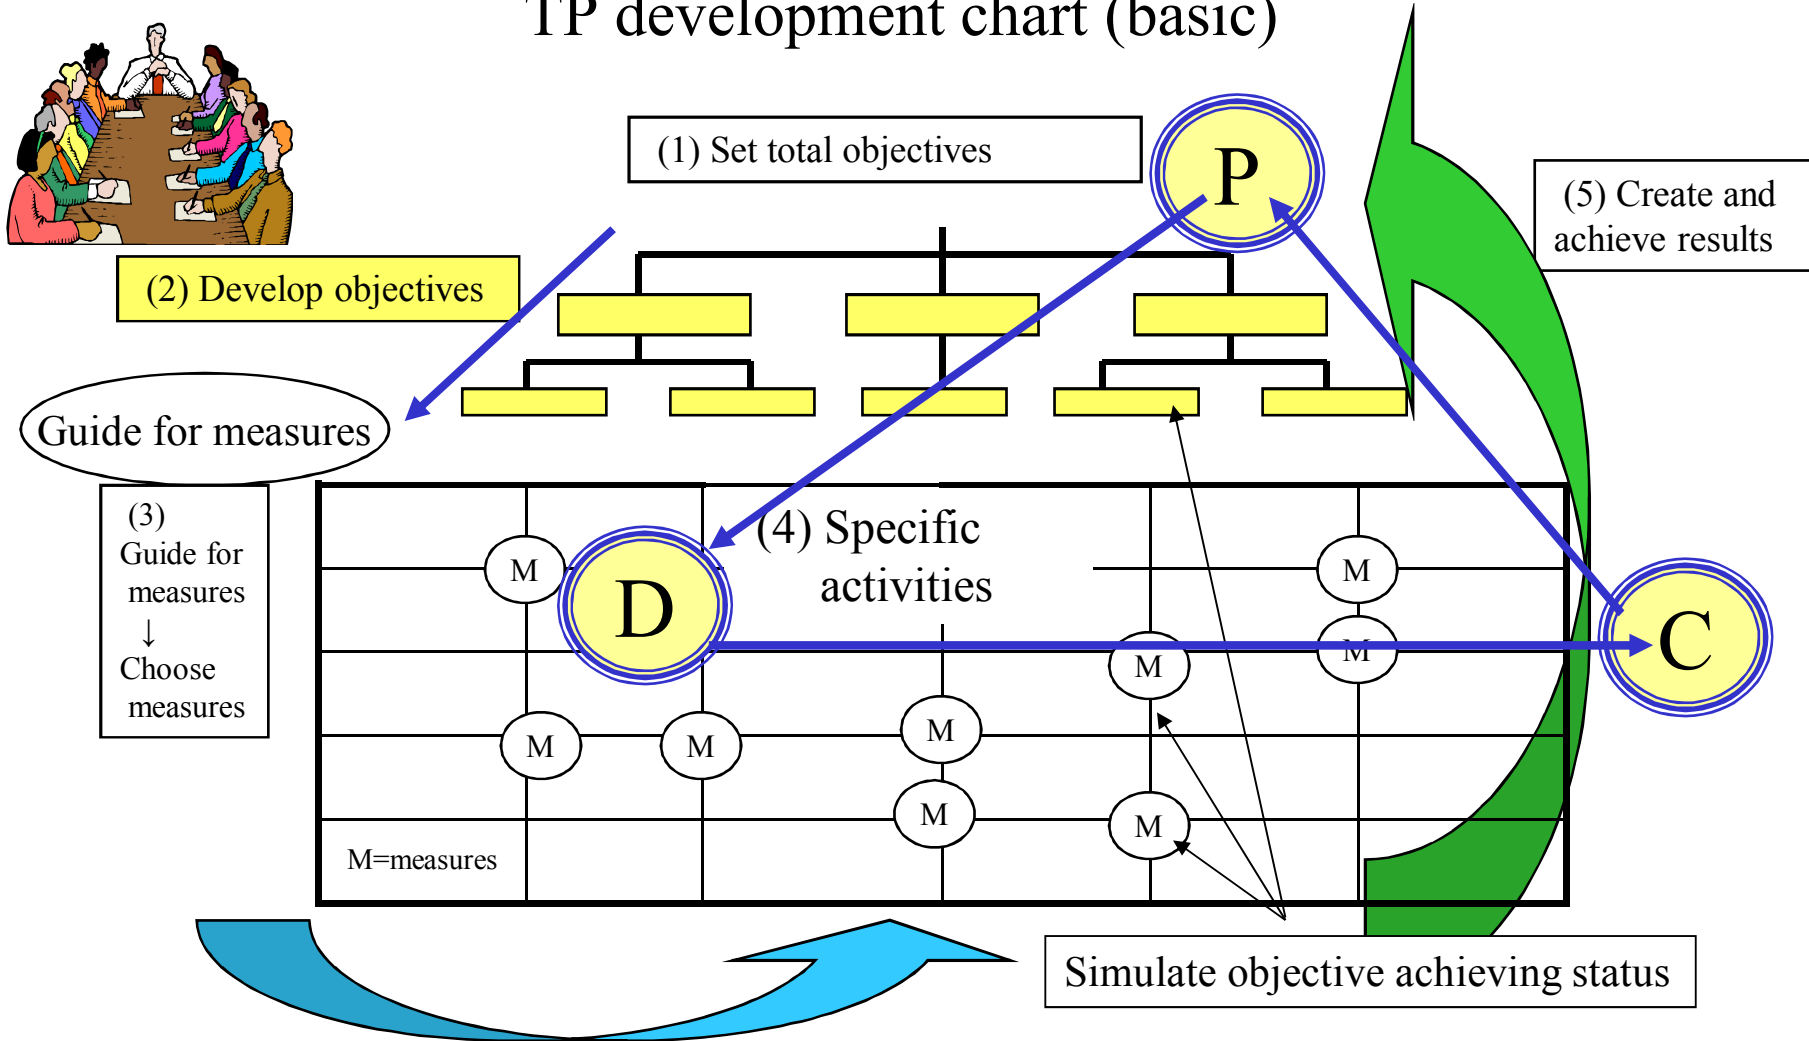 TP development chart (basic)
(1) Set total objectives
P
(5) Create and
achieve results
(2) Develop objectives
Guide for measures
(3)
Guide for
measures
↓
Choose
measures
(4) Specific
activities
M
D
M
M
M
C
M
M
M
M
M
M=measures
Simulate objective achieving status